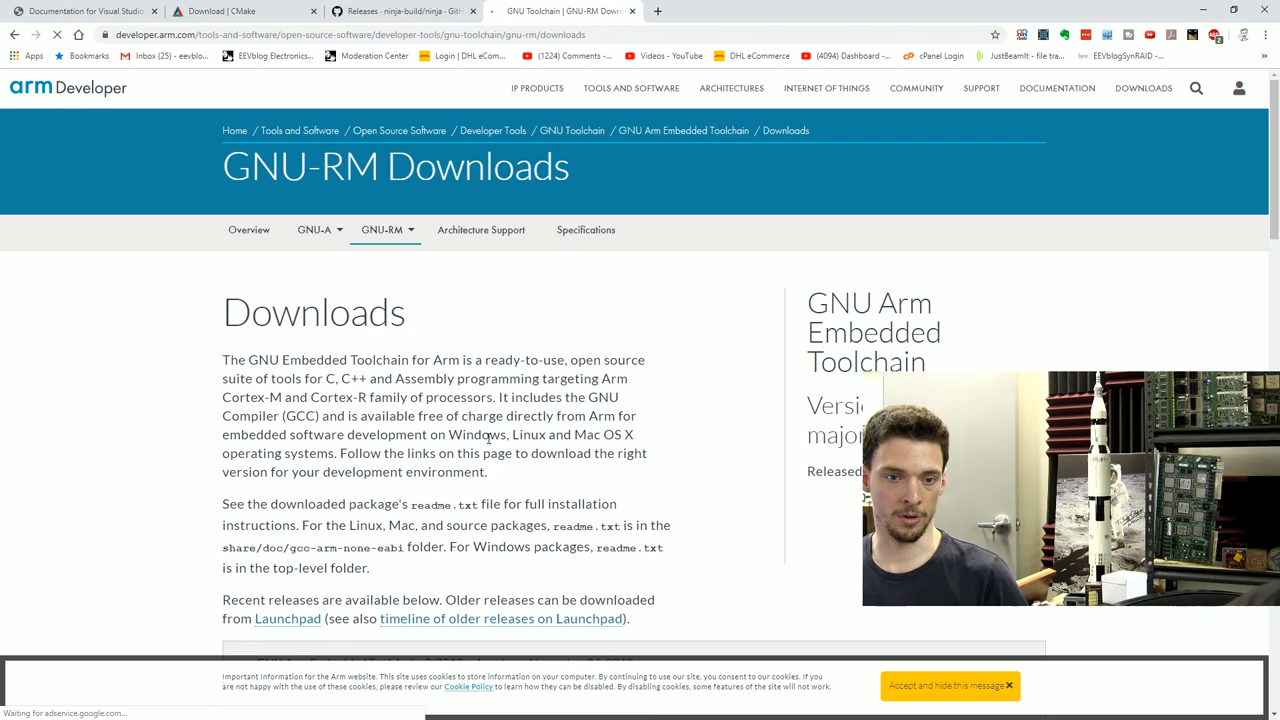 Documentation for Visual Studio
Download | CMake
Releases · ninja-build/ninja · GitH
GNU Toolchain | GNU-RM Down
developer.arm.com/tools-and-software/open-source-software/developer-tools/gnu-toolchain/gnu-rm/downloads
Apps
Bookmarks
Inbox (25) - eevblo...
EEVblog Electronics...
Moderation Center
Login | DHL eCom...
(1224) Comments -...
Videos - YouTube
DHL eCommerce
(4094) Dashboard -...
cPanel Login
JustBeamIt - file tra...
EEVblogSynRAID -...
arm Developer
IP PRODUCTS
TOOLS AND SOFTWARE
ARCHITECTURES
INTERNET OF THINGS
COMMUNITY
SUPPORT
DOCUMENTATION
DOWNLOADS
Home / Tools and Software / Open Source Software / Developer Tools / GNU Toolchain / GNU Arm Embedded Toolchain / Downloads
GNU-RM Downloads
Overview
GNU-A
GNU-RM
Architecture Support
Specifications
Downloads
The GNU Embedded Toolchain for Arm is a ready-to-use, open source
suite of tools for C, C++ and Assembly programming targeting Arm
Cortex-M and Cortex-R family of processors. It includes the GNU
Compiler (GCC) and is available free of charge directly from Arm for
embedded software development on Windows, Linux and Mac OS X
operating systems. Follow the links on this page to download the right
version for your development environment.
See the downloaded package's readme.txt file for full installation
instructions. For the Linux, Mac, and source packages, readme.txt is in the
share/doc/gcc-arm-none-eabi folder. For Windows packages, readme.txt
is in the top-level folder.
Recent releases are available below. Older releases can be downloaded
from Launchpad (see also timeline of older releases on Launchpad).
GNU Arm
Embedded
Toolchain
major
Released
Important Information for the Arm website. This site uses cookies to store information on your computer. By continuing to use our site, you consent to our cookies. If you
are not happy with the use of these cookies, please review our Cookie Policy to learn how they can be disabled. By disabling cookies, some features of the site will not work.
Accept and hide this message
Waiting for adservice.google.com...